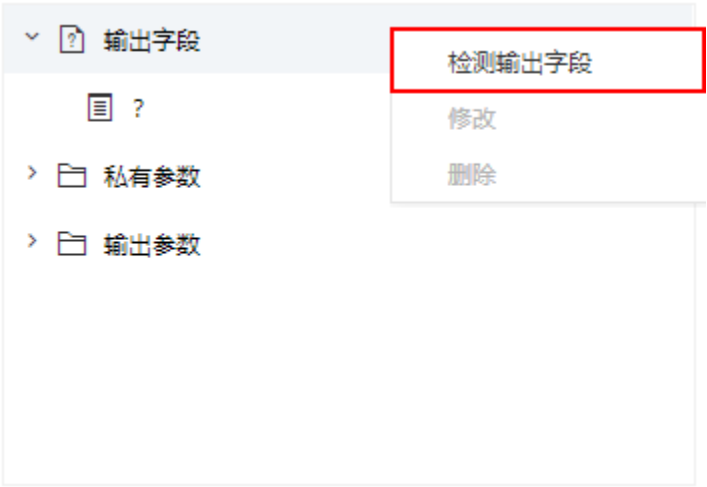 输出字段
检测输出字段
?
修改
私有参数
删除
输出参数